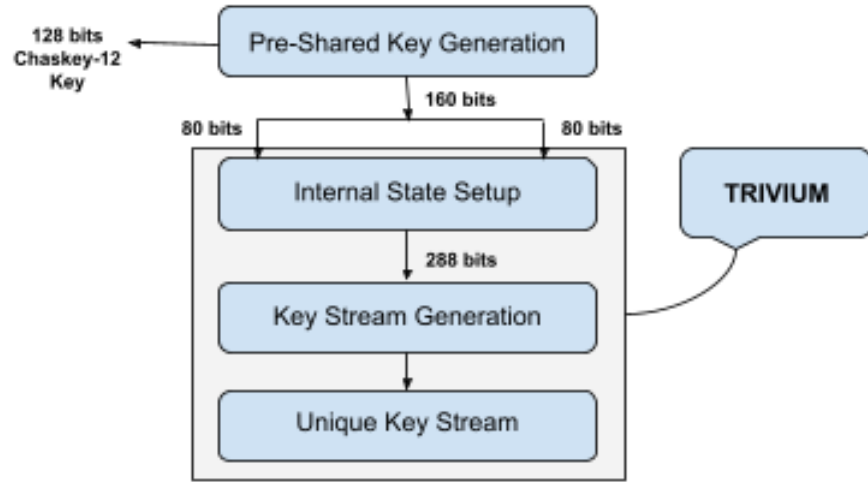 Pre-Shared Key Generation
128 bits
Chaskey-12
Key
160 bits
80 bits
80 bits
Internal State Setup
TRIVIUM
288 bits
Key Stream Generation
Unique Key Stream